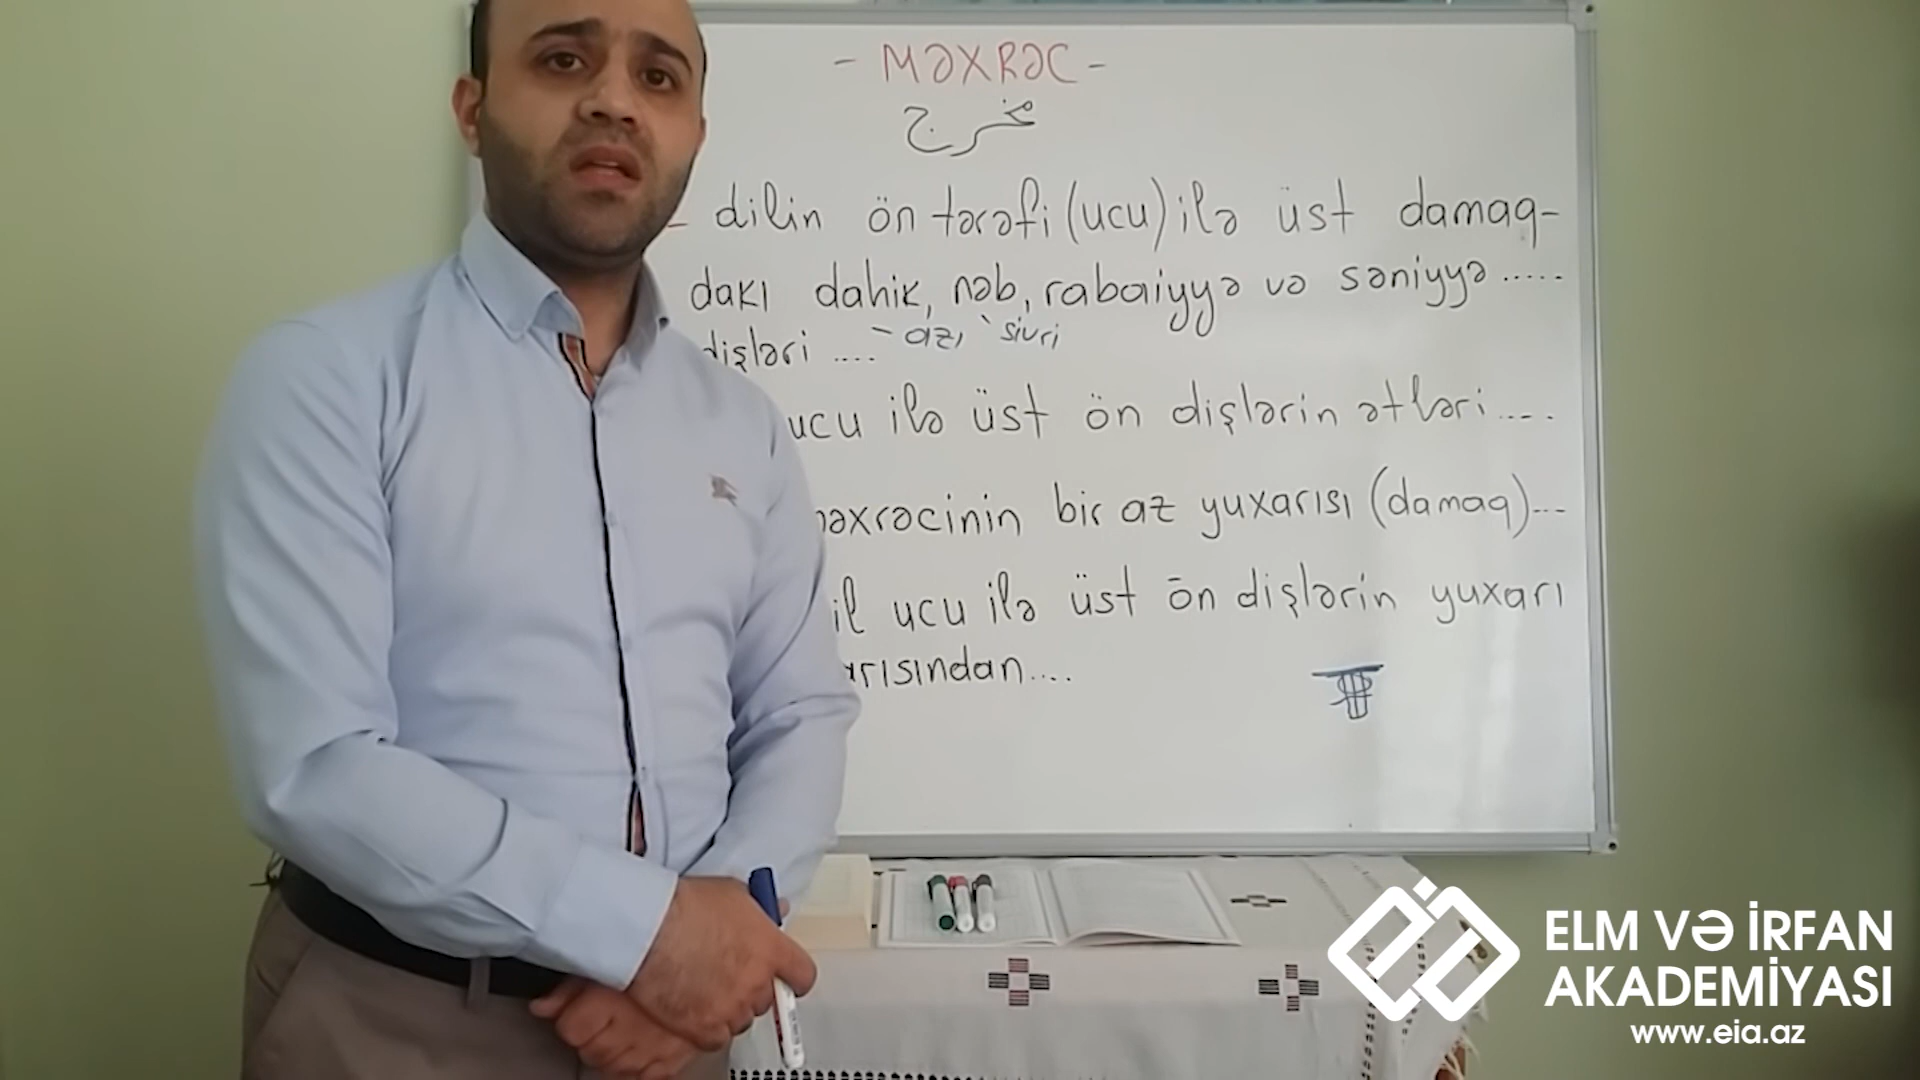 - MƏXRƏC -
مخرج
- dilin ön tərəfi (ucu) ilə üst damaq-
dakı dahik, nəb, rabaiyyə və səniyyə .....
dişləri .... - azı `sivri
ucu ilə üst ön dişlərin ətləri ....
məxrəcinin bir az yuxarısı (damaq)...
il ucu ilə üst ön dişlərin yuxarı
arısından....
ELM VƏ İRFAN
AKADEMİYASI
www.eia.az